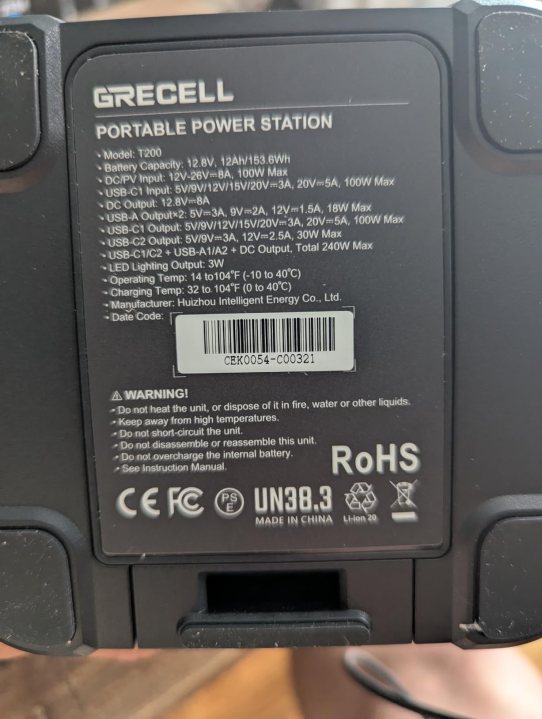 GRECELL
PORTABLE POWER STATION
• Model: T200
• Battery Capacity: 12.8V, 12Ah/153.6Wh
• DC/PV Input: 12V-26V⎓8A, 100W Max
• USB-C1 Input: 5V/9V/12V/15V/20V⎓3A, 20V⎓5A, 100W Max
• DC Output: 12.8V⎓8A
• USB-A Output×2: 5V⎓3A, 9V⎓2A, 12V⎓1.5A, 18W Max
• USB-C1 Output: 5V/9V/12V/15V/20V⎓3A, 20V⎓5A, 100W Max
• USB-C2 Output: 5V/9V⎓3A, 12V⎓2.5A, 30W Max
• USB-C1/C2 + USB-A1/A2 + DC Output, Total 240W Max
• LED Lighting Output: 3W
• Operating Temp: 14 to104°F (-10 to 40°C)
• Charging Temp: 32 to 104°F (0 to 40°C)
• Manufacturer: Huizhou Intelligent Energy Co., Ltd.
• Date Code:
CEK0054-C00321
⚠ WARNING!
• Do not heat the unit, or dispose of it in fire, water or other liquids.
• Keep away from high temperatures.
• Do not short-circuit the unit.
• Do not disassemble or reassemble this unit.
• Do not overcharge the internal battery.
• See Instruction Manual.
RoHS
CE FC PS E UN38.3
MADE IN CHINA Li-ion 20